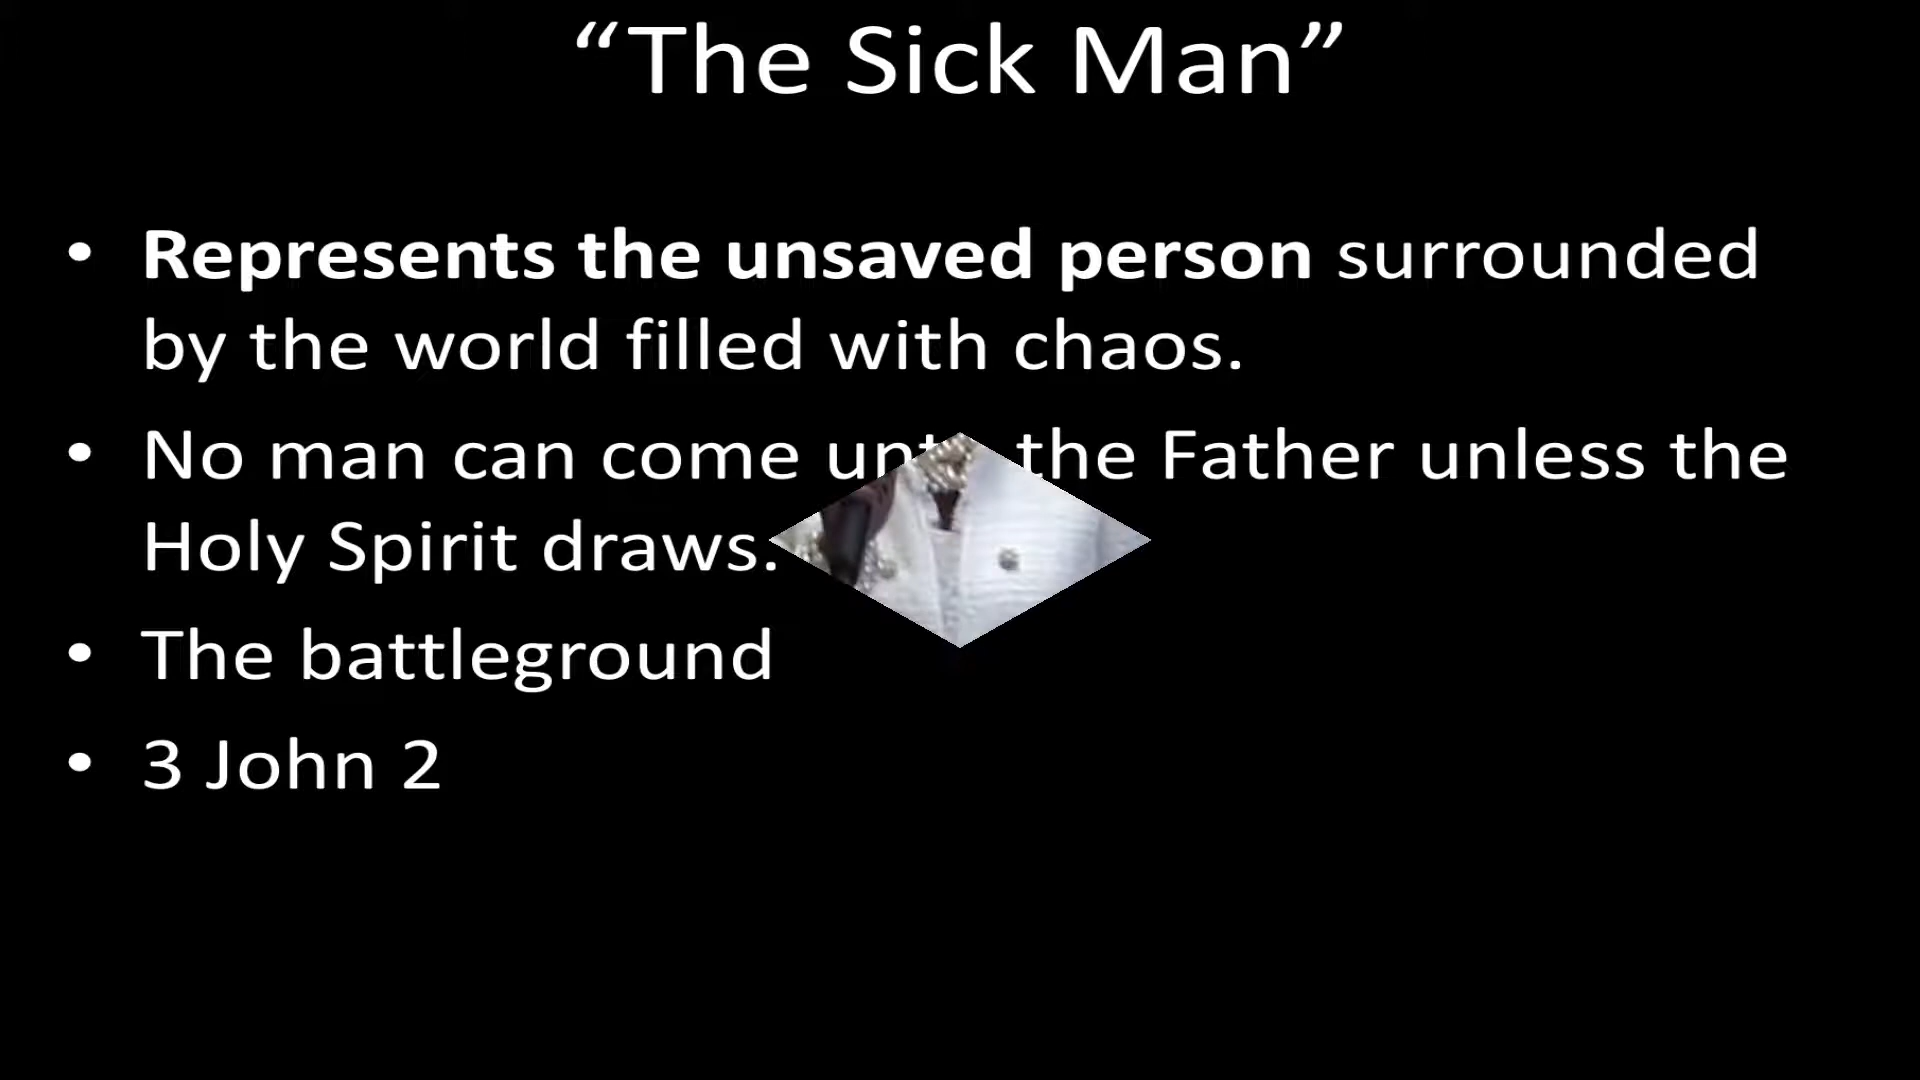 “The Sick Man”
• Represents the unsaved person surrounded
by the world filled with chaos.
• No man can come the Father unless the
Holy Spirit draws.
• The battleground
• 3 John 2